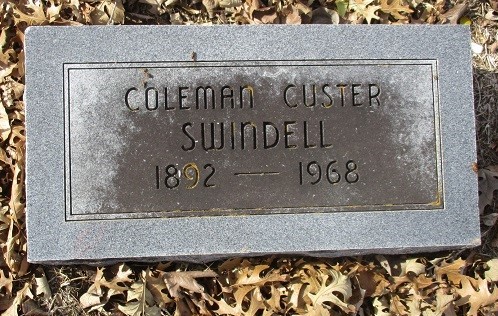 COLEMAN CUSTER
SWINDELL
1892 — 1968